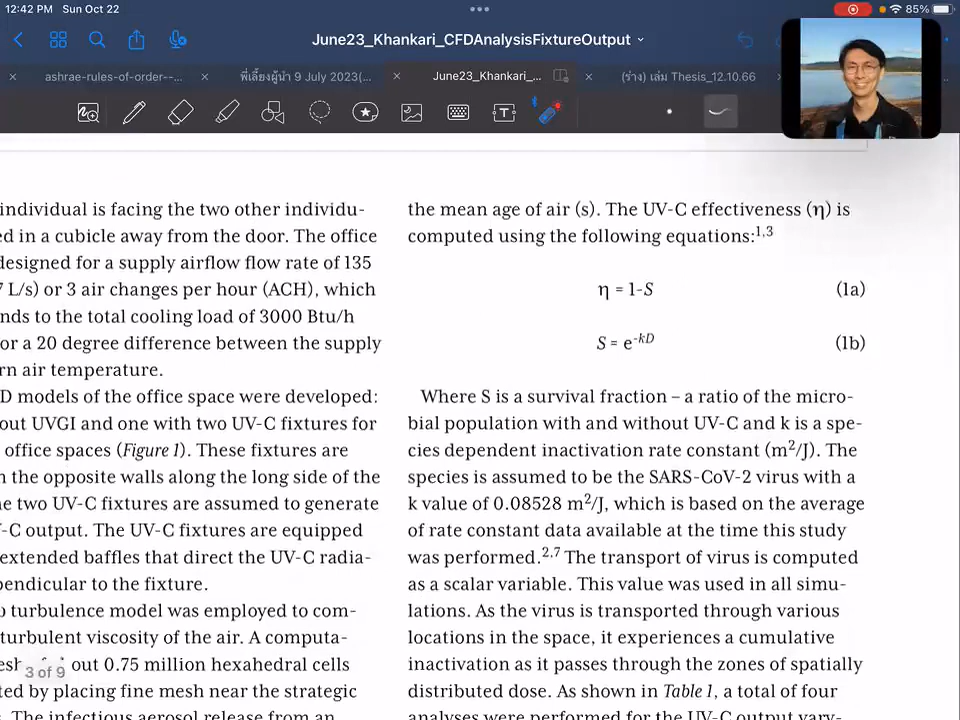 12:42 PM Sun Oct 22
85%
June23_Khankari_CFDAnalysisFixtureOutput
ashrae-rules-of-order--...
พี่เลี้ยงผู้นำ 9 July 2023(...
June23_Khankari_...
(ร่าง) เล่ม Thesis_12.10.66
individual is facing the two other individu-
ed in a cubicle away from the door. The office
designed for a supply airflow flow rate of 135
L/s) or 3 air changes per hour (ACH), which
nds to the total cooling load of 3000 Btu/h
or a 20 degree difference between the supply
rn air temperature.
D models of the office space were developed:
out UVGI and one with two UV-C fixtures for
office spaces (Figure 1). These fixtures are
n the opposite walls along the long side of the
e two UV-C fixtures are assumed to generate
-C output. The UV-C fixtures are equipped
extended baffles that direct the UV-C radia-
pendicular to the fixture.
turbulence model was employed to com-
turbulent viscosity of the air. A computa-
out 0.75 million hexahedral cells
ted by placing fine mesh near the strategic
. The infectious aerosol release from an
3 of 9
the mean age of air (s). The UV-C effectiveness (η) is
computed using the following equations:1,3
η = 1-S (1a)
S = e-kD (1b)
Where S is a survival fraction – a ratio of the micro-
bial population with and without UV-C and k is a spe-
cies dependent inactivation rate constant (m2/J). The
species is assumed to be the SARS-CoV-2 virus with a
k value of 0.08528 m2/J, which is based on the average
of rate constant data available at the time this study
was performed.2,7 The transport of virus is computed
as a scalar variable. This value was used in all simu-
lations. As the virus is transported through various
locations in the space, it experiences a cumulative
inactivation as it passes through the zones of spatially
distributed dose. As shown in Table 1, a total of four
analyses were performed for the UV-C output vary-